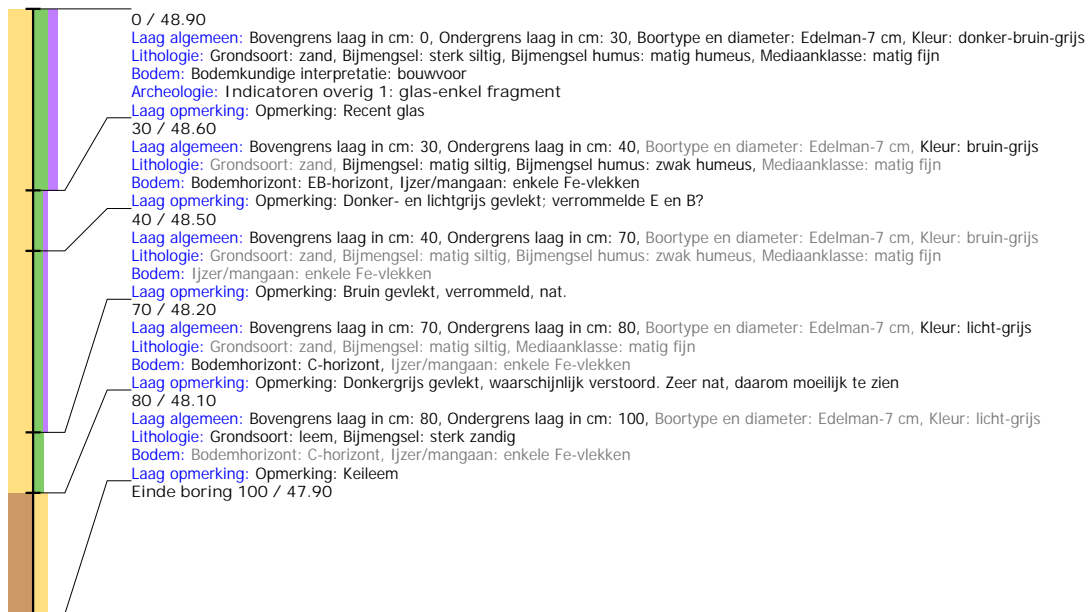 0 / 48.90
Laag algemeen: Bovengrens laag in cm: 0, Ondergrens laag in cm: 30, Boortype en diameter: Edelman-7 cm, Kleur: donker-bruin-grijs
Lithologie: Grondsoort: zand, Bijmengsel: sterk siltig, Bijmengsel humus: matig humeus, Mediaanklasse: matig fijn
Bodem: Bodemkundige interpretatie: bouwvoor
Archeologie: Indicatoren overig 1: glas-enkel fragment
Laag opmerking: Opmerking: Recent glas
30 / 48.60
Laag algemeen: Bovengrens laag in cm: 30, Ondergrens laag in cm: 40, Boortype en diameter: Edelman-7 cm, Kleur: bruin-grijs
Lithologie: Grondsoort: zand, Bijmengsel: matig siltig, Bijmengsel humus: zwak humeus, Mediaanklasse: matig fijn
Bodem: Bodemhorizont: EB-horizont, Ijzer/mangaan: enkele Fe-vlekken
Laag opmerking: Opmerking: Donker- en lichtgrijs gevlekt; verrommelde E en B?
40 / 48.50
Laag algemeen: Bovengrens laag in cm: 40, Ondergrens laag in cm: 70, Boortype en diameter: Edelman-7 cm, Kleur: bruin-grijs
Lithologie: Grondsoort: zand, Bijmengsel: matig siltig, Bijmengsel humus: zwak humeus, Mediaanklasse: matig fijn
Bodem: Ijzer/mangaan: enkele Fe-vlekken
Laag opmerking: Opmerking: Bruin gevlekt, verrommeld, nat.
70 / 48.20
Laag algemeen: Bovengrens laag in cm: 70, Ondergrens laag in cm: 80, Boortype en diameter: Edelman-7 cm, Kleur: licht-grijs
Lithologie: Grondsoort: zand, Bijmengsel: matig siltig, Mediaanklasse: matig fijn
Bodem: Bodemhorizont: C-horizont, Ijzer/mangaan: enkele Fe-vlekken
Laag opmerking: Opmerking: Donkergrijs gevlekt, waarschijnlijk verstoord. Zeer nat, daarom moeilijk te zien
80 / 48.10
Laag algemeen: Bovengrens laag in cm: 80, Ondergrens laag in cm: 100, Boortype en diameter: Edelman-7 cm, Kleur: licht-grijs
Lithologie: Grondsoort: leem, Bijmengsel: sterk zandig
Bodem: Bodemhorizont: C-horizont, Ijzer/mangaan: enkele Fe-vlekken
Laag opmerking: Opmerking: Keileem
Einde boring 100 / 47.90